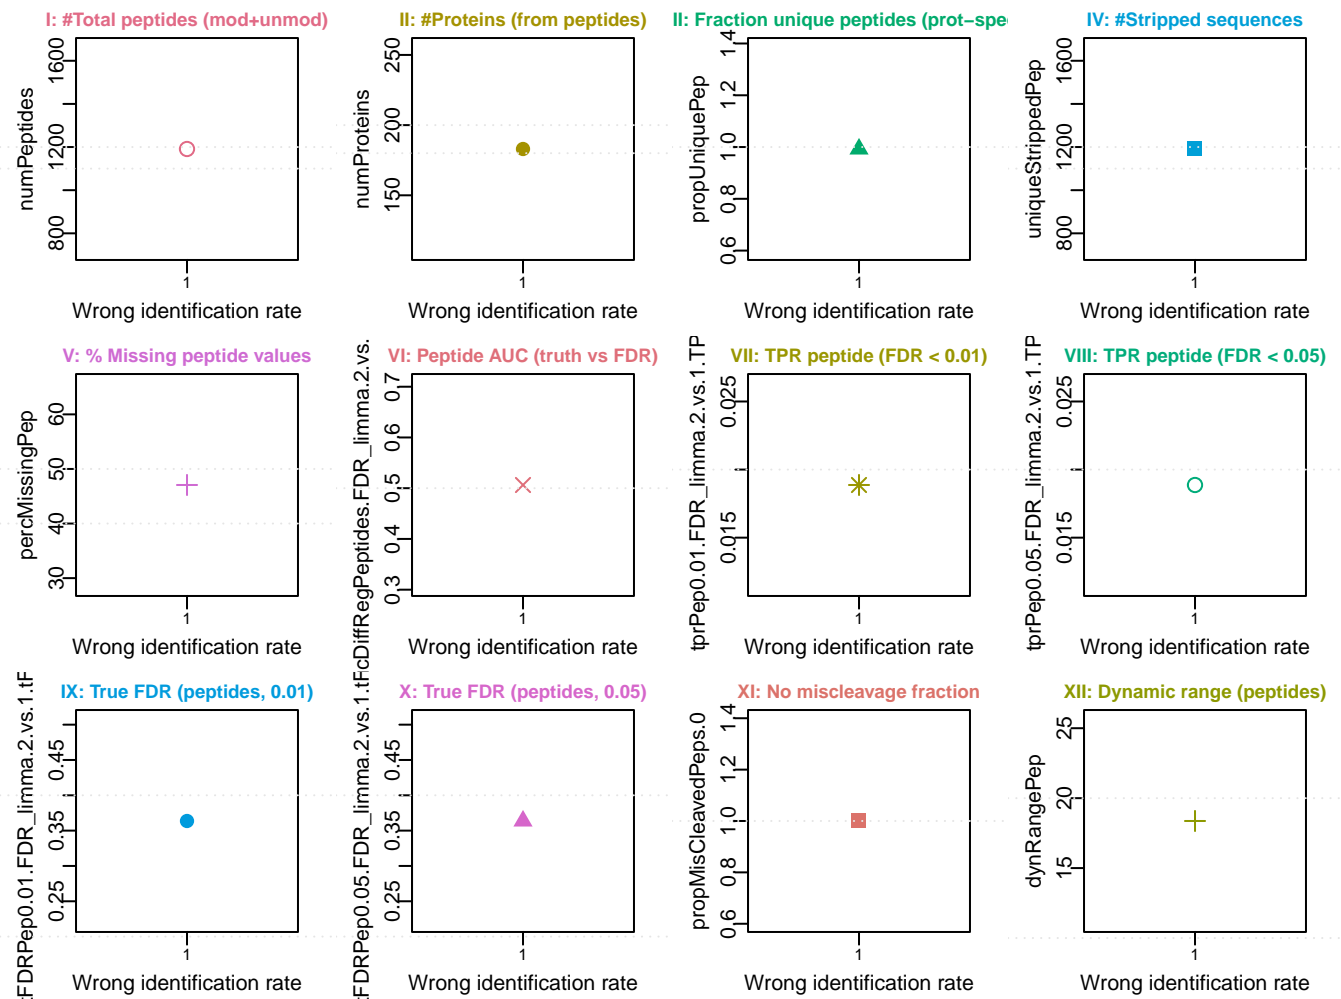 I: #Total peptides (mod+unmod)
numPeptides
800
1200
1600
1
Wrong identification rate
II: #Proteins (from peptides)
numProteins
150
200
250
1
Wrong identification rate
II: Fraction unique peptides (prot−spe
propUniquePep
0.6
0.8
1.0
1.2
1.4
1
Wrong identification rate
IV: #Stripped sequences
uniqueStrippedPep
800
1200
1600
1
Wrong identification rate
V: % Missing peptide values
percMissingPep
30
40
50
60
1
Wrong identification rate
VI: Peptide AUC (truth vs FDR)
cDiffRegPeptides.FDR_limma.2.vs.
0.3
0.4
0.5
0.6
0.7
1
Wrong identification rate
VII: TPR peptide (FDR < 0.01)
tprPep0.01.FDR_limma.2.vs.1.TP
0.015
0.025
1
Wrong identification rate
VIII: TPR peptide (FDR < 0.05)
tprPep0.05.FDR_limma.2.vs.1.TP
0.015
0.025
1
Wrong identification rate
IX: True FDR (peptides, 0.01)
tFDRPep0.01.FDR_limma.2.vs.1.tF
0.25
0.35
0.45
1
Wrong identification rate
X: True FDR (peptides, 0.05)
tFDRPep0.05.FDR_limma.2.vs.1.tF
0.25
0.35
0.45
1
Wrong identification rate
XI: No miscleavage fraction
propMisCleavedPeps.0
0.6
0.8
1.0
1.2
1.4
1
Wrong identification rate
XII: Dynamic range (peptides)
dynRangePep
15
20
25
1
Wrong identification rate